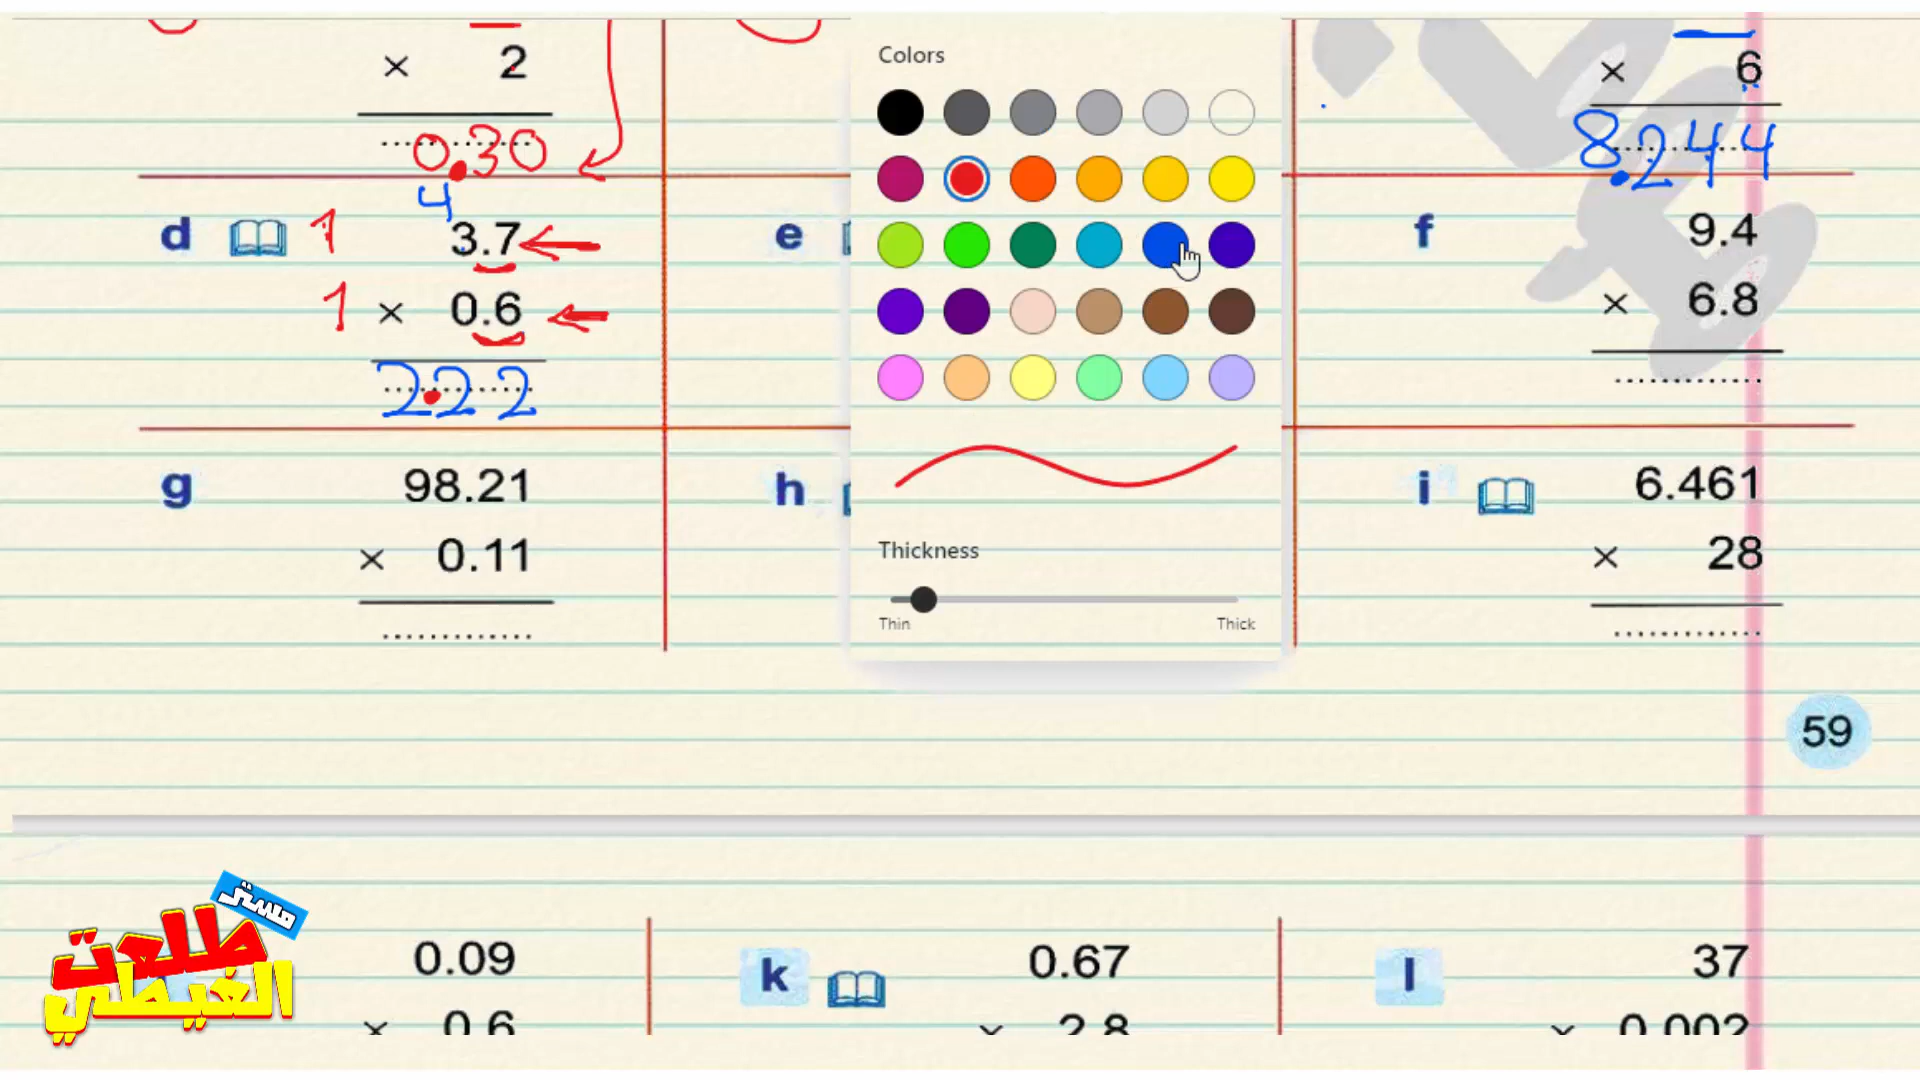 × 2
0.30
Colors
× 6
8.244
d 1 4 3.7
1 × 0.6
2.22
e
f 9.4
× 6.8
g 98.21
× 0.11
h
i 6.461
× 28
Thickness
Thin Thick
59
مستر
طلعت
الغيطي
0.09
× 0.6
k 0.67
× 2.8
l 37
× 0.002